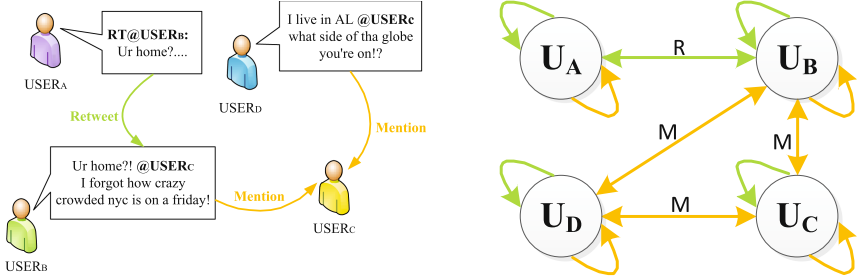 RT@USERB:
Ur home?....
USERA
I live in AL @USERC
what side of tha globe
you're on!?
USERD
Retweet
Mention
Ur home?! @USERC
I forgot how crazy
crowded nyc is on a friday!
Mention
USERB
USERC
UA
R
UB
M
M
UD
M
UC